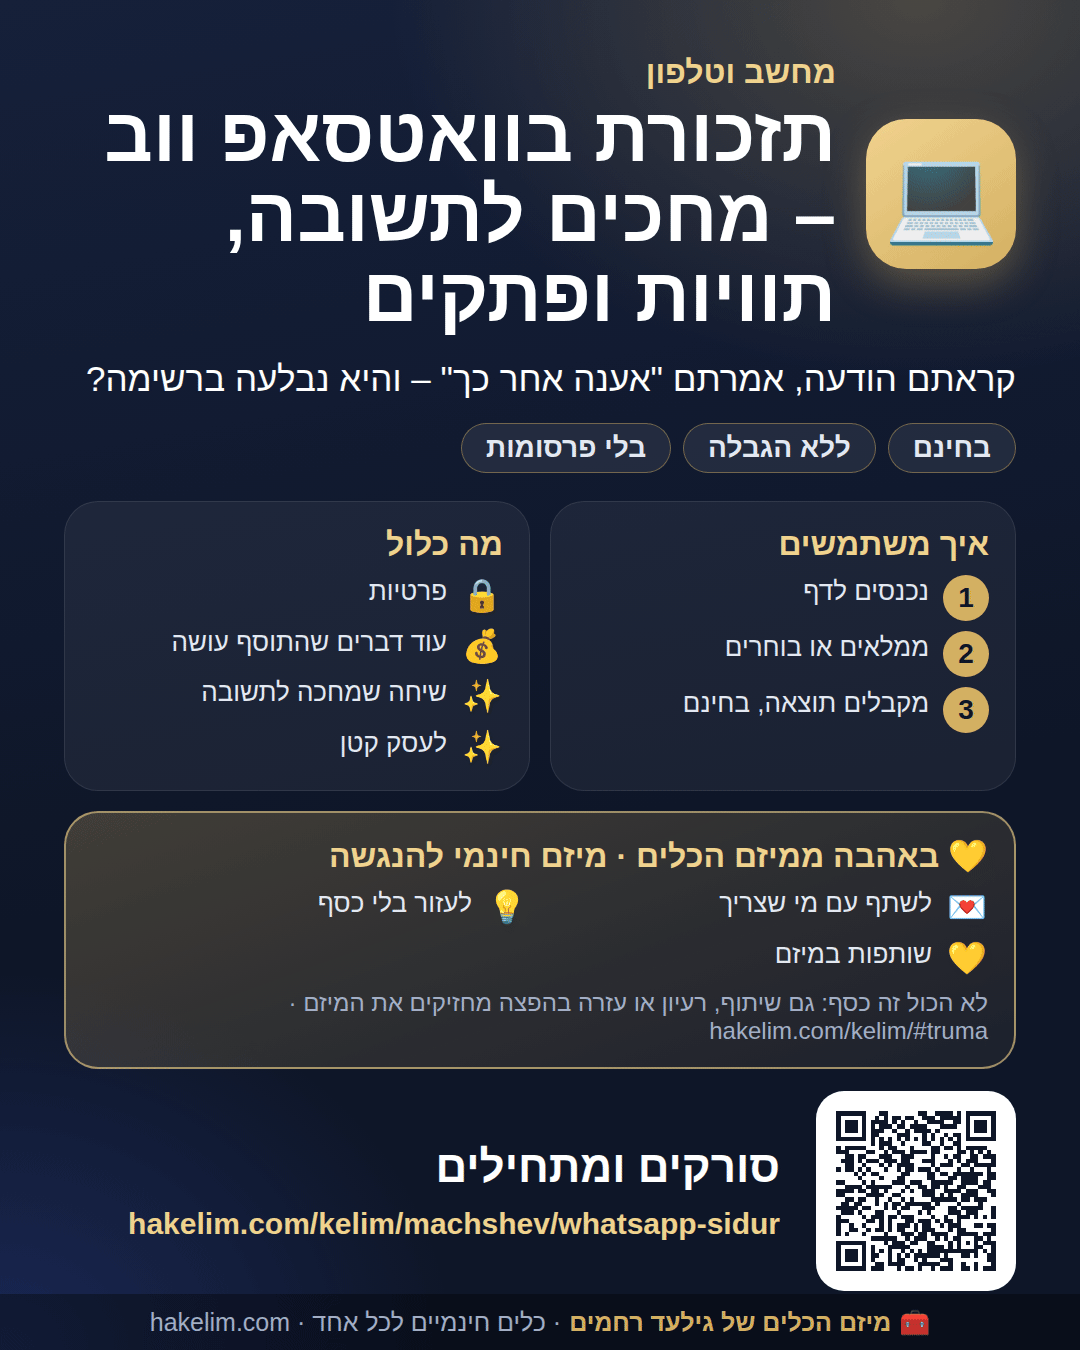 מחשב וטלפון
תזכורת בוואטסאפ ווב
– מחכים לתשובה,
תוויות ופתקים
קראתם הודעה, אמרתם "אענה אחר כך" – והיא נבלעה ברשימה?
בחינם
ללא הגבלה
בלי פרסומות
איך משתמשים
1 נכנסים לדף
2 ממלאים או בוחרים
3 מקבלים תוצאה, בחינם
מה כלול
פרטיות
עוד דברים שהתוסף עושה
שיחה שמחכה לתשובה
לעסק קטן
באהבה ממיזם הכלים · מיזם חינמי להנגשה
לשתף עם מי שצריך
לעזור בלי כסף
שותפות במיזם
לא הכול זה כסף: גם שיתוף, רעיון או עזרה בהפצה מחזיקים את המיזם ·
hakelim.com/kelim/#truma
סורקים ומתחילים
hakelim.com/kelim/machshev/whatsapp-sidur
מיזם הכלים של גילעד רחמים · כלים חינמיים לכל אחד · hakelim.com